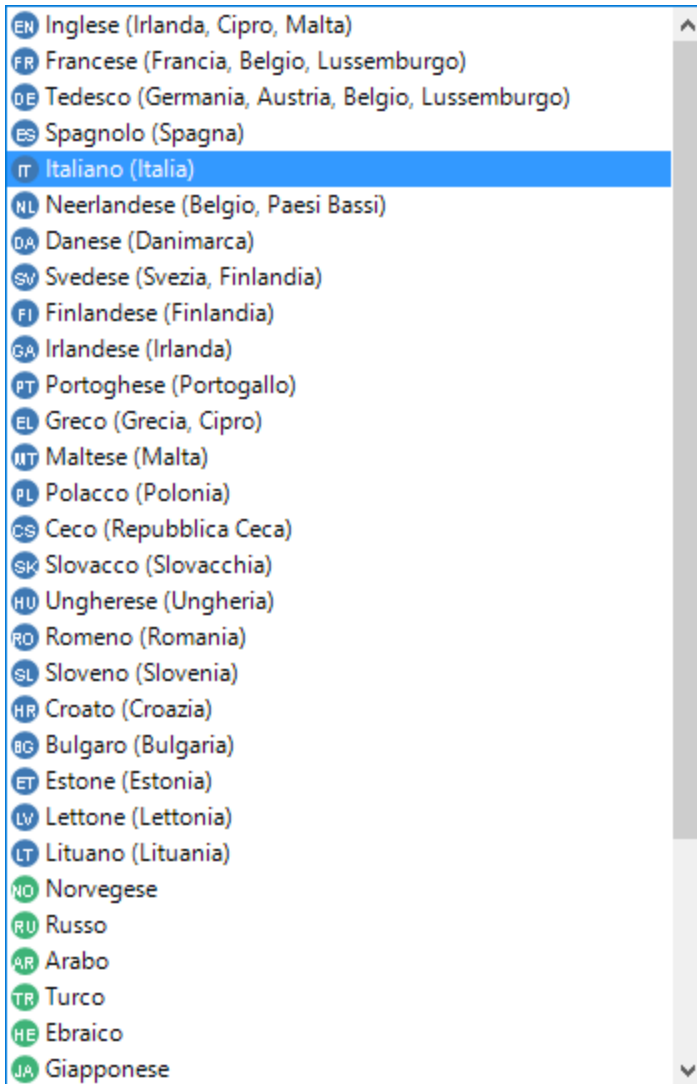 EN Inglese (Irlanda, Cipro, Malta)
FR Francese (Francia, Belgio, Lussemburgo)
DE Tedesco (Germania, Austria, Belgio, Lussemburgo)
ES Spagnolo (Spagna)
IT Italiano (Italia)
NL Neerlandese (Belgio, Paesi Bassi)
DA Danese (Danimarca)
SV Svedese (Svezia, Finlandia)
FI Finlandese (Finlandia)
GA Irlandese (Irlanda)
PT Portoghese (Portogallo)
EL Greco (Grecia, Cipro)
MT Maltese (Malta)
PL Polacco (Polonia)
CS Ceco (Repubblica Ceca)
SK Slovacco (Slovacchia)
HU Ungherese (Ungheria)
RO Romeno (Romania)
SL Sloveno (Slovenia)
HR Croato (Croazia)
BG Bulgaro (Bulgaria)
ET Estone (Estonia)
LV Lettone (Lettonia)
LT Lituano (Lituania)
NO Norvegese
RU Russo
AR Arabo
TR Turco
HE Ebraico
JA Giapponese